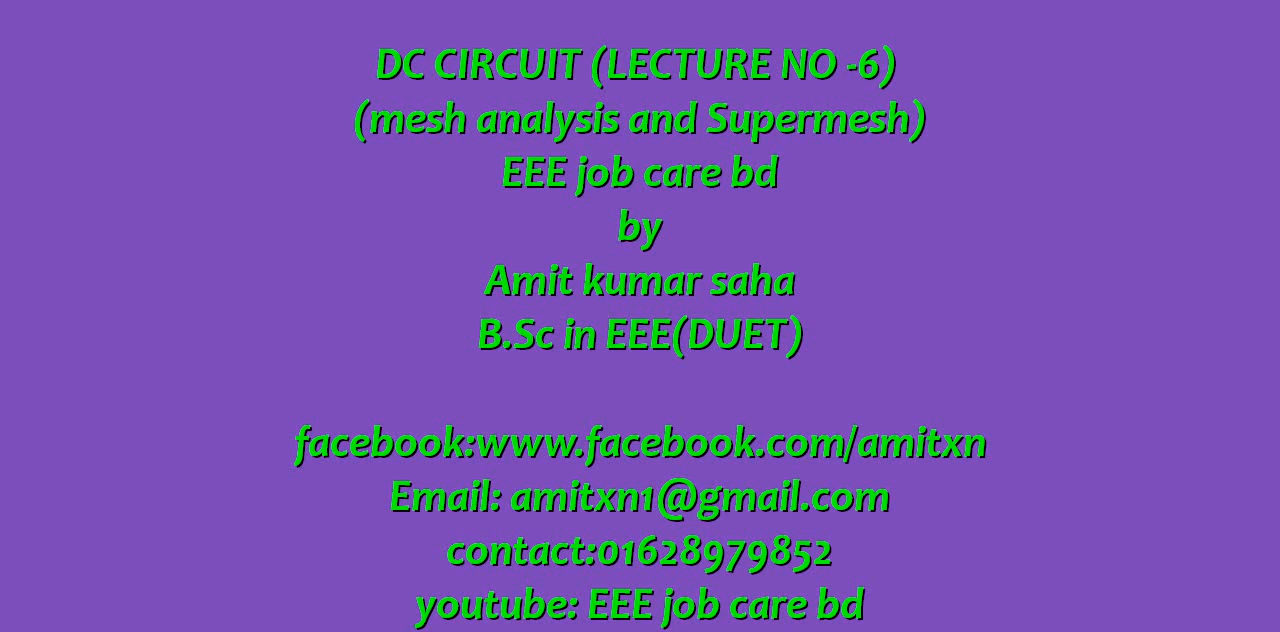 DC CIRCUIT (LECTURE NO -6)
(mesh analysis and Supermesh)
EEE job care bd
by
Amit kumar saha
B.Sc in EEE(DUET)
facebook:www.facebook.com/amitxn
Email: amitxn1@gmail.com
contact:01628979852
youtube: EEE job care bd